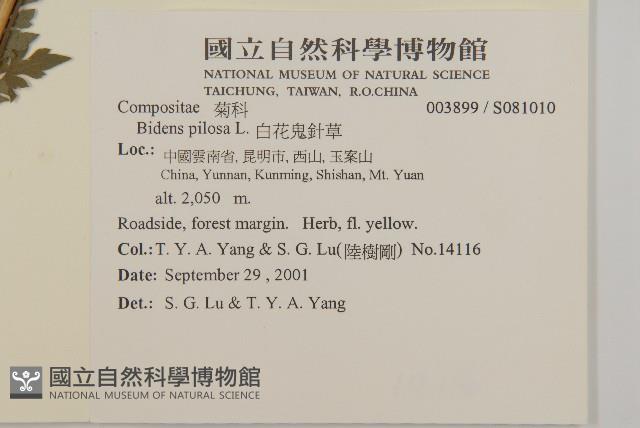 國立自然科學博物館
NATIONAL MUSEUM OF NATURAL SCIENCE
TAICHUNG, TAIWAN, R.O.CHINA
Compositae 菊科 003899 / S081010
Bidens pilosa L. 白花鬼針草
Loc.: 中國雲南省, 昆明市, 西山, 玉案山
China, Yunnan, Kunming, Shishan, Mt. Yuan
alt. 2,050 m.
Roadside, forest margin. Herb, fl. yellow.
Col.: T. Y. A. Yang & S. G. Lu(陸樹剛) No.14116
Date: September 29 , 2001
Det.: S. G. Lu & T. Y. A. Yang
國立自然科學博物館
NATIONAL MUSEUM OF NATURAL SCIENCE